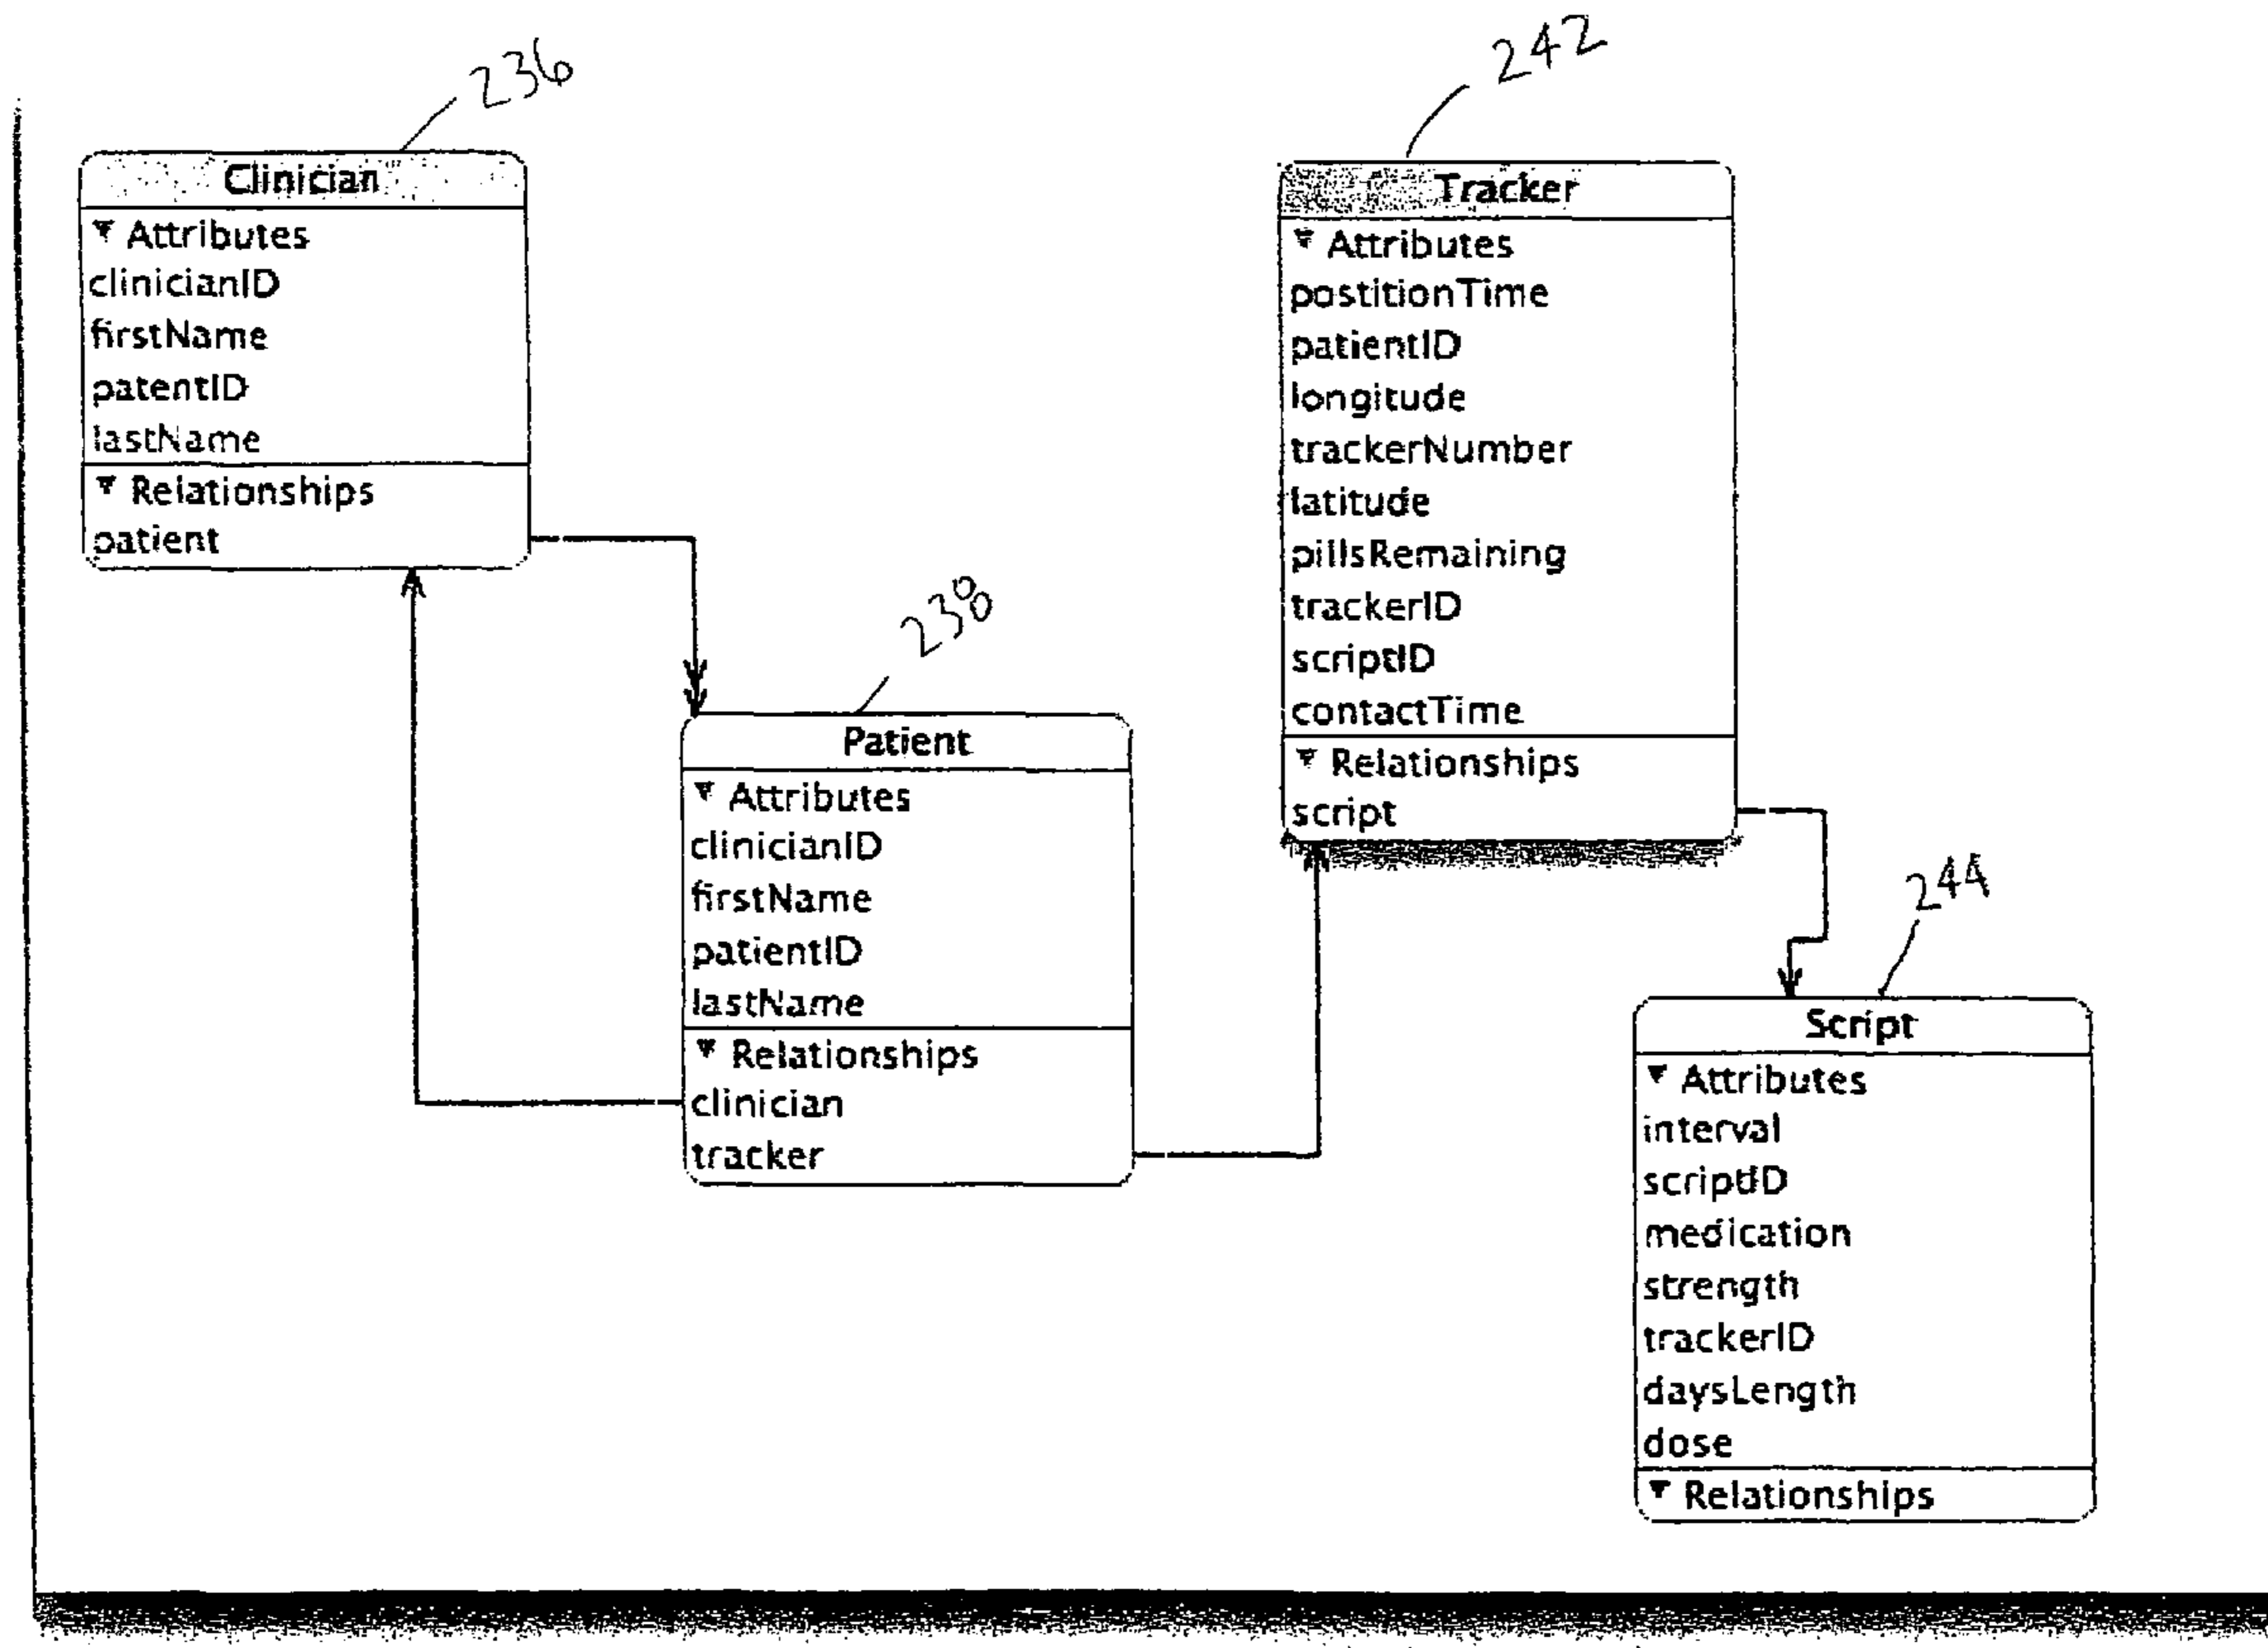 236
Clinician
Attributes
clinicianID
firstName
patentID
lastName
Relationships
patient
238
Patient
Attributes
clinicianID
firstName
patientID
lastName
Relationships
clinician
tracker
242
Tracker
Attributes
postitionTime
patientID
longitude
trackerNumber
latitude
pillsRemaining
trackerID
scriptID
contactTime
Relationships
script
244
Script
Attributes
interval
scriptID
medication
strength
trackerID
daysLength
dose
Relationships